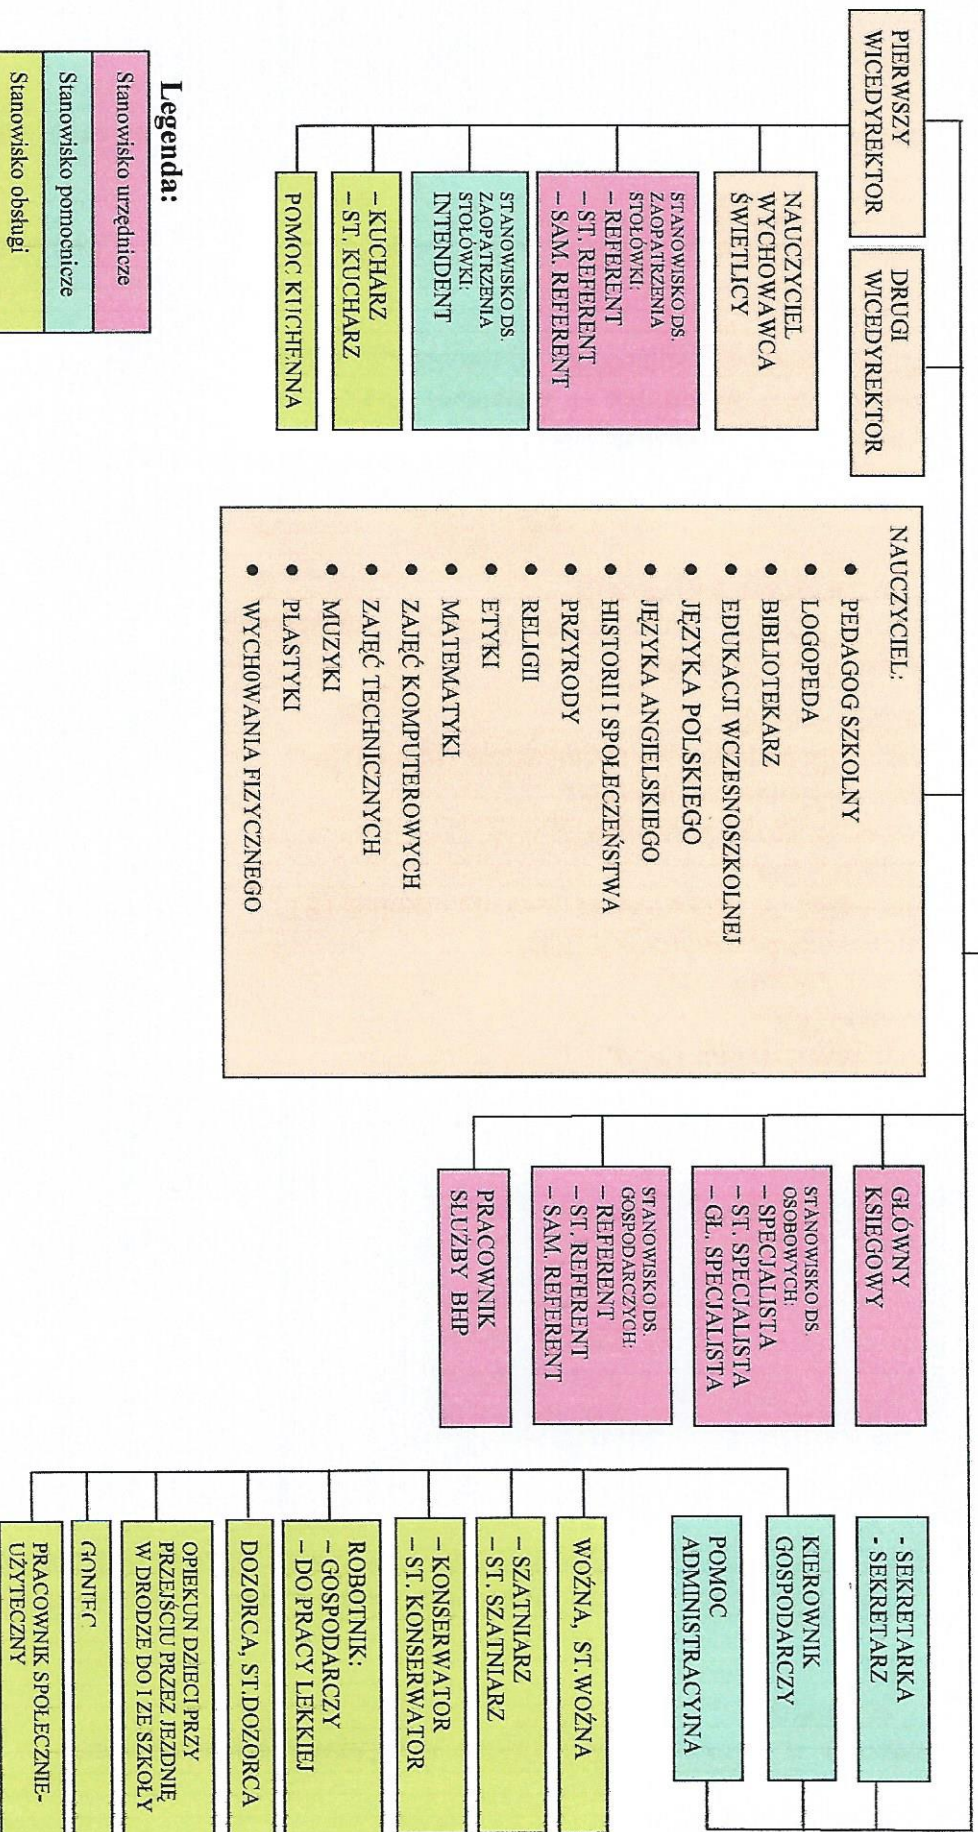 PIERWSZY
WICEDYREKTOR
DRUGI
WICEDYREKTOR
NAUCZYCIEL
WYCHOWAWCA
ŚWIETLICY
STANOWISKO DS.
ZAOPATRZENIA
STOŁÓWKI:
– REFERENT
– ST. REFERENT
– SAM. REFERENT
STANOWISKO DS.
ZAOPATRZENIA
STOŁÓWKI:
INTENDENT
– KUCHARZ
– ST. KUCHARZ
POMOC KUCHENNA
NAUCZYCIEL:
• PEDAGOG SZKOLNY
• LOGOPEDA
• BIBLIOTEKARZ
• EDUKACJI WCZESNOSZKOLNEJ
• JĘZYKA POLSKIEGO
• JĘZYKA ANGIELSKIEGO
• HISTORII I SPOŁECZEŃSTWA
• PRZYRODY
• RELIGII
• ETYKI
• MATEMATYKI
• ZAJĘĆ KOMPUTEROWYCH
• ZAJĘĆ TECHNICZNYCH
• MUZYKI
• PLASTYKI
• WYCHOWANIA FIZYCZNEGO
GŁÓWNY
KSIĘGOWY
STANOWISKO DS.
OSOBOWYCH:
– SPECJALISTA
– ST. SPECJALISTA
– GŁ. SPECJALISTA
STANOWISKO DS.
GOSPODARCZYCH:
– REFERENT
– ST. REFERENT
– SAM. REFERENT
PRACOWNIK
SŁUŻBY BHP
- SEKRETARKA
- SEKRETARZ
KIEROWNIK
GOSPODARCZY
POMOC
ADMINISTRACYJNA
WOŹNA, ST.WOŹNA
– SZATNIARZ
– ST. SZATNIARZ
– KONSERWATOR
– ST. KONSERWATOR
ROBOTNIK:
– GOSPODARCZY
– DO PRACY LEKKIEJ
DOZORCA, ST.DOZORCA
OPIEKUN DZIECI PRZY
PRZEJŚCIU PRZEZ JEZDNIĘ
W DRODZE DO I ZE SZKOŁY
GONIEC
PRACOWNIK SPOŁECZNIE-
UŻYTECZNY
Legenda:
Stanowisko urzędnicze
Stanowisko pomocnicze
Stanowisko obsługi